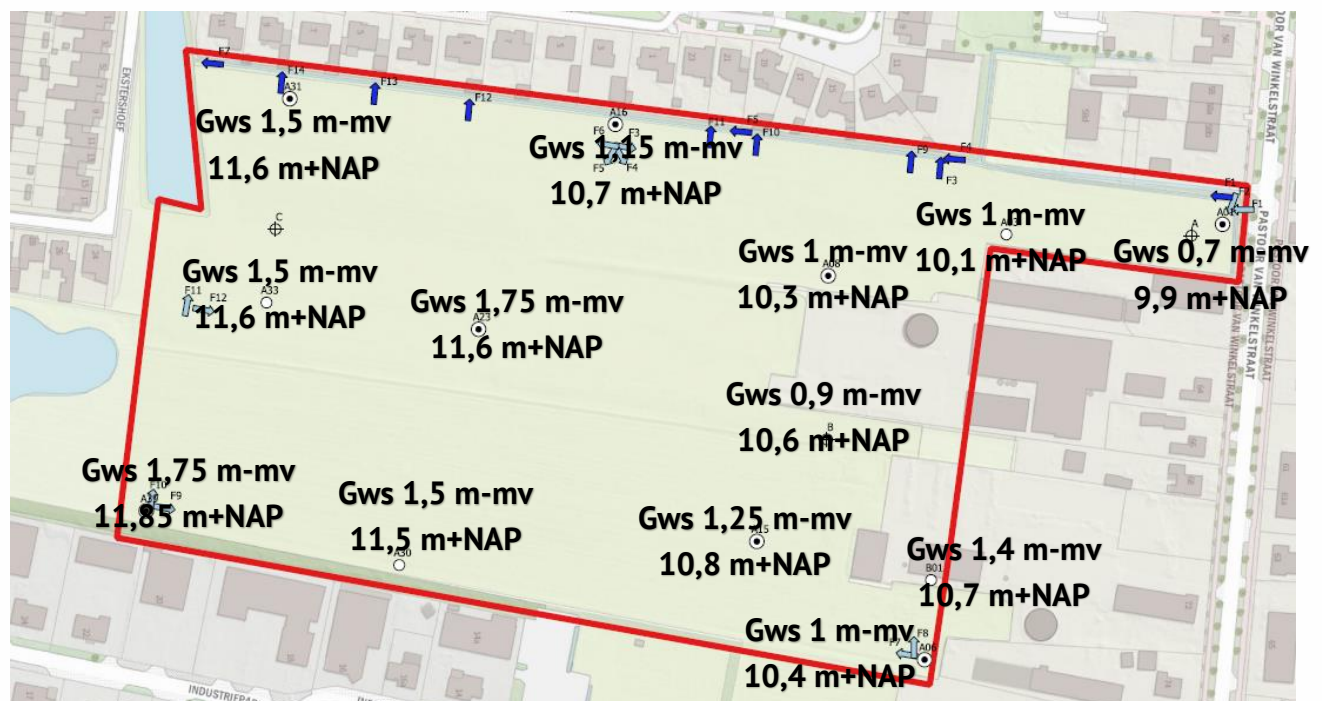 F7
F14
A31
F13
F12
Gws 1,5 m-mv
11,6 m+NAP
A16
F6
F3
F5
F4
Gws 1,15 m-mv
10,7 m+NAP
F11
F5
F10
F9
F4
F3
F1
F2
F1
A01
A
Gws 0,7 m-mv
9,9 m+NAP
Gws 1 m-mv
A03
10,1 m+NAP
Gws 1 m-mv
A08
10,3 m+NAP
C
Gws 1,5 m-mv
A33
11,6 m+NAP
F11
F12
Gws 1,75 m-mv
A23
11,6 m+NAP
Gws 0,9 m-mv
B
10,6 m+NAP
Gws 1,75 m-mv
F10
F9
11,85 m+NAP
Gws 1,5 m-mv
11,5 m+NAP
A30
Gws 1,25 m-mv
A15
10,8 m+NAP
Gws 1,4 m-mv
B01
10,7 m+NAP
Gws 1 m-mv
F7
F8
A06
10,4 m+NAP
EKSTERSHOEF
PASTOOR VAN WINKELSTRAAT
INDUSTRIEPAR